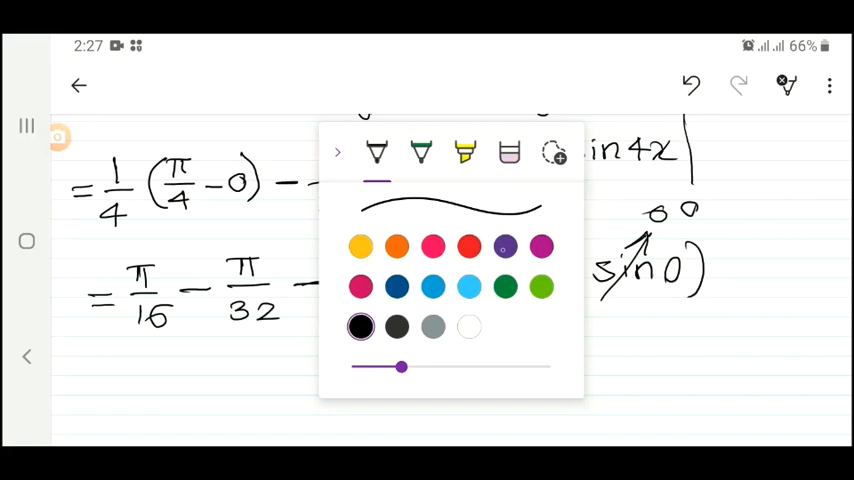 2:27 66%
in4x
= 1/4 (π/4 - 0) - 0
0
= π/16 - π/32 - sin0)